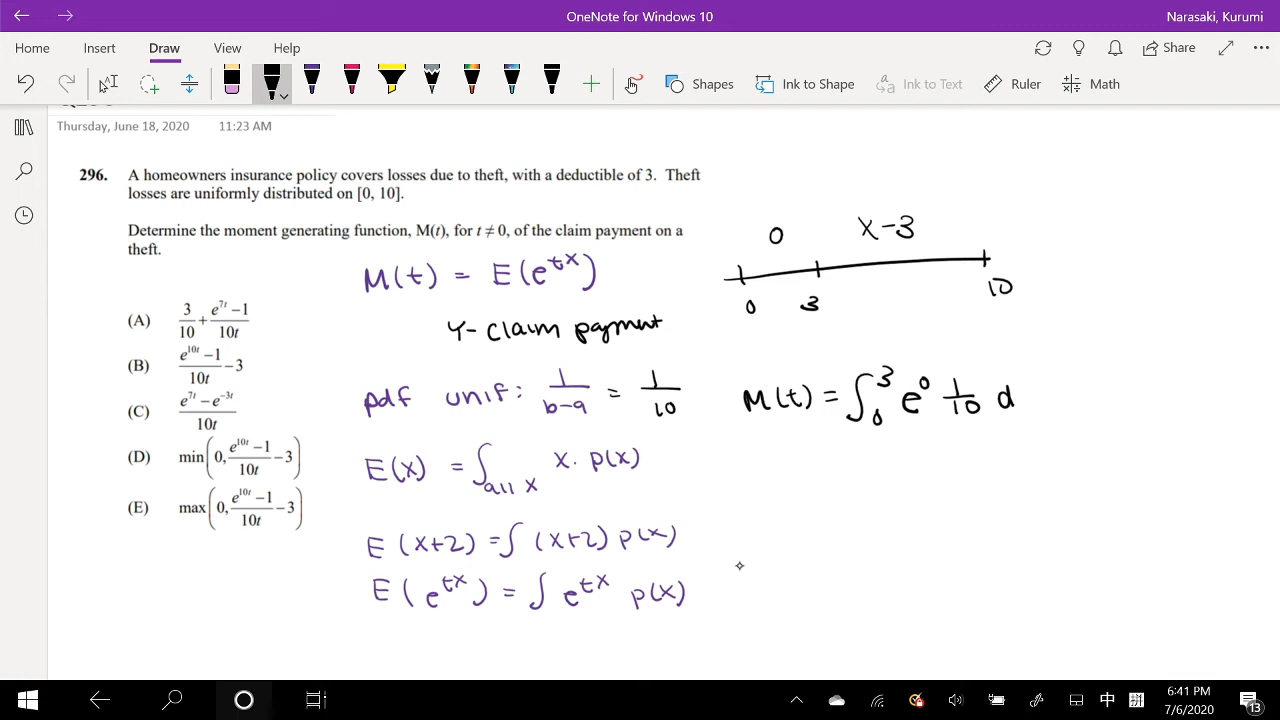 OneNote for Windows 10
Narasaki, Kurumi
Home Insert Draw View Help
Share
Shapes Ink to Shape Ink to Text Ruler Math
Thursday, June 18, 2020 11:23 AM
296. A homeowners insurance policy covers losses due to theft, with a deductible of 3. Theft
losses are uniformly distributed on [0, 10].
Determine the moment generating function, M(t), for t ≠ 0, of the claim payment on a
theft.
(A) 3/10 + (e^{7t} − 1)/10t
(B) (e^{10t} − 1)/10t − 3
(C) (e^{7t} − e^{−3t})/10t
(D) min(0, (e^{10t} − 1)/10t − 3)
(E) max(0, (e^{10t} − 1)/10t − 3)
M(t) = E(e^{tx})
Y- claim payment
pdf unif: 1/(b-a) = 1/10
E(x) = ∫_{all x} x. p(x)
E (x+2) = ∫ (x+2) p(x)
E (e^{tx}) = ∫ e^{tx} p(x)
0 x-3
0 3 10
M(t) = ∫_0^3 e^0 1/10 d
中
6:41 PM
7/6/2020
13